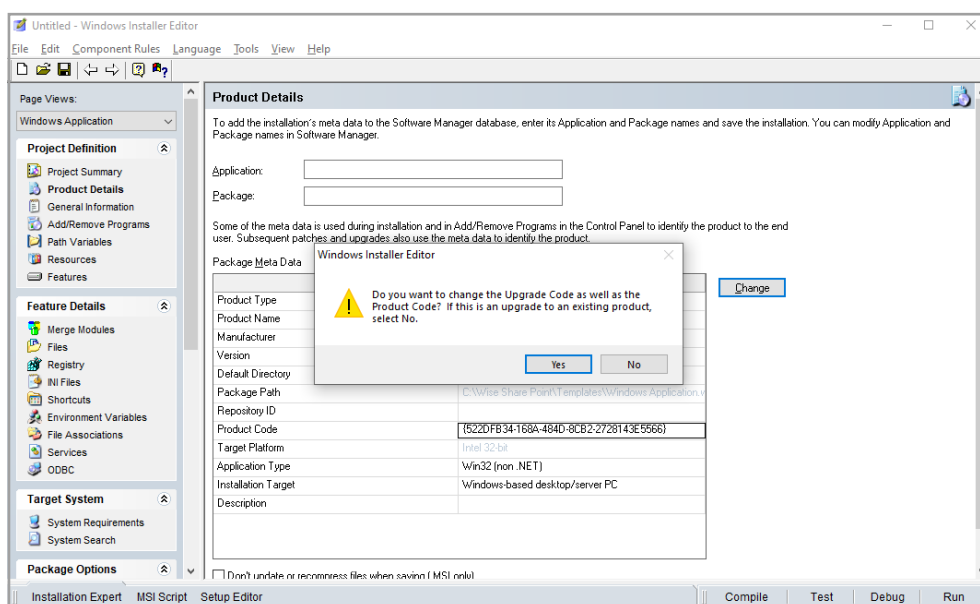 Untitled - Windows Installer Editor
File Edit Component Rules Language Tools View Help
Page Views:
Windows Application
Project Definition
Project Summary
Product Details
General Information
Add/Remove Programs
Path Variables
Resources
Features
Feature Details
Merge Modules
Files
Registry
INI Files
Shortcuts
Environment Variables
File Associations
Services
ODBC
Target System
System Requirements
System Search
Package Options
Product Details
To add the installation's meta data to the Software Manager database, enter its Application and Package names and save the installation. You can modify Application and
Package names in Software Manager.
Application:
Package:
Some of the meta data is used during installation and in Add/Remove Programs in the Control Panel to identify the product to the end
user. Subsequent patches and upgrades also use the meta data to identify the product.
Package Meta Data
Change
Windows Installer Editor
Do you want to change the Upgrade Code as well as the
Product Code? If this is an upgrade to an existing product,
select No.
Yes No
Product Type
Product Name
Manufacturer
Version
Default Directory
Package Path C:\Wise Share Point\Templates\Windows Application.
Repository ID
Product Code {522DFB34-168A-484D-8CB2-2728143E5566}
Target Platform Intel 32-bit
Application Type Win32 (non .NET)
Installation Target Windows-based desktop/server PC
Description
Don't update or recompress files when saving (.MSI only)
Installation Expert MSI Script Setup Editor
Compile Test Debug Run